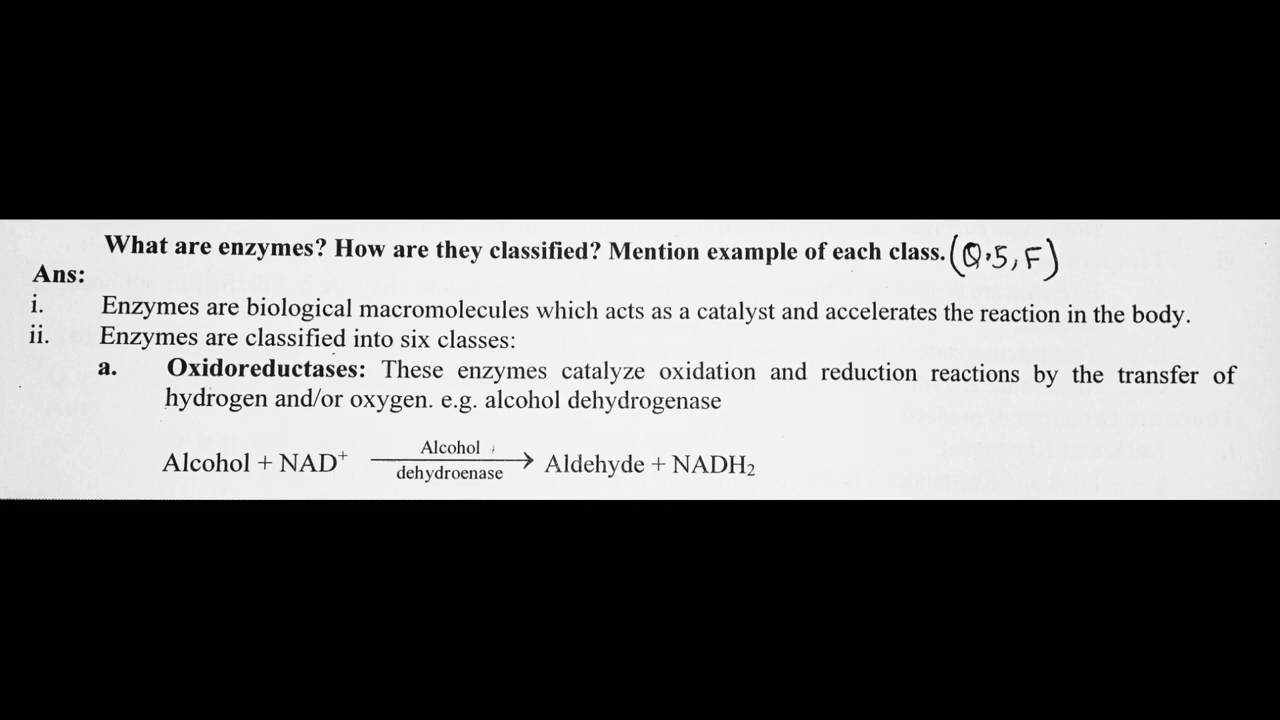 What are enzymes? How are they classified? Mention example of each class. (Q.5, F)
Ans:
i. Enzymes are biological macromolecules which acts as a catalyst and accelerates the reaction in the body.
ii. Enzymes are classified into six classes:
a. Oxidoreductases: These enzymes catalyze oxidation and reduction reactions by the transfer of
hydrogen and/or oxygen. e.g. alcohol dehydrogenase
Alcohol
Alcohol + NAD⁺ ⟶ Aldehyde + NADH₂
dehydroenase